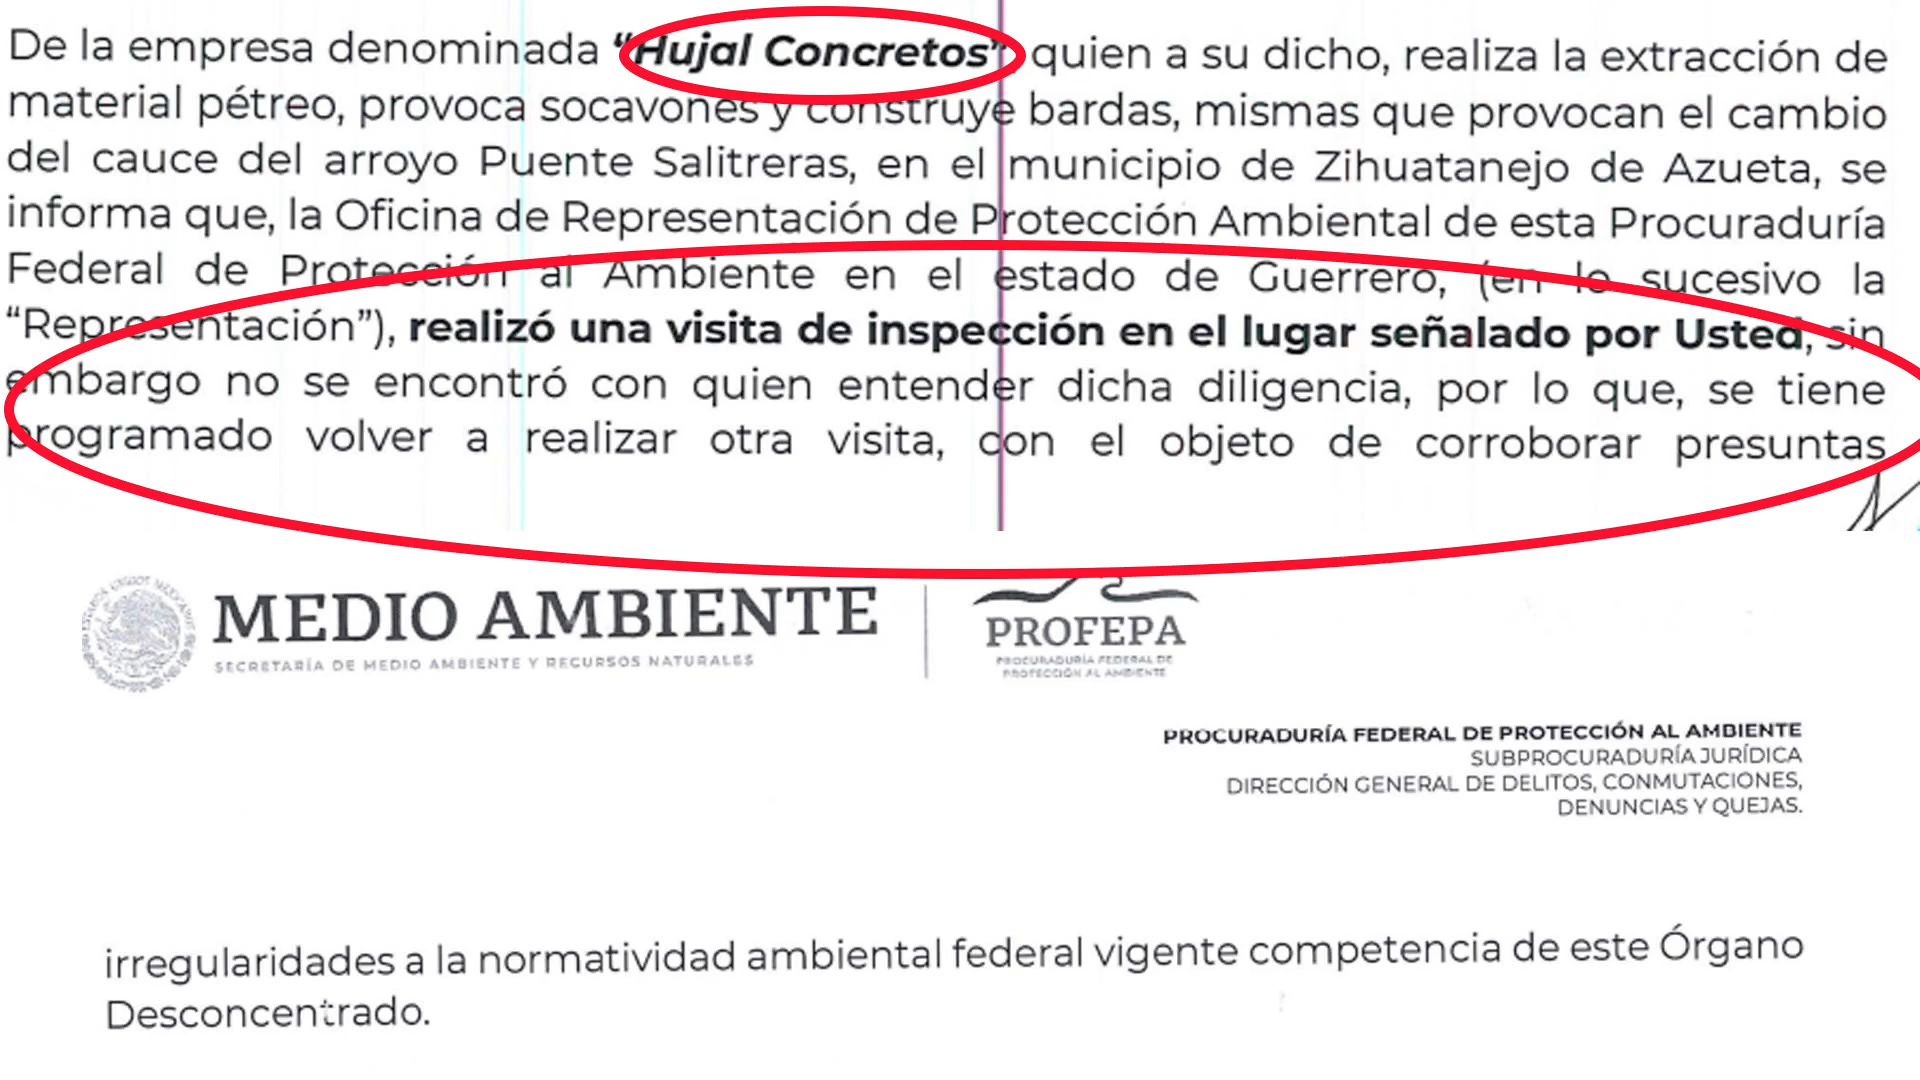 De la empresa denominada “Hujal Concretos” quien a su dicho, realiza la extracción de
material pétreo, provoca socavones y construye bardas, mismas que provocan el cambio
del cauce del arroyo Puente Salitreras, en el municipio de Zihuatanejo de Azueta, se
informa que, la Oficina de Representación de Protección Ambiental de esta Procuraduría
Federal de Protección al Ambiente en el estado de Guerrero, (en lo sucesivo la
“Representación”), realizó una visita de inspección en el lugar señalado por Usted, sin
embargo no se encontró con quien entender dicha diligencia, por lo que, se tiene
programado volver a realizar otra visita, con el objeto de corroborar presuntas
MEDIO AMBIENTE
SECRETARÍA DE MEDIO AMBIENTE Y RECURSOS NATURALES
PROFEPA
PROCURADURÍA FEDERAL DE
PROTECCIÓN AL AMBIENTE
PROCURADURÍA FEDERAL DE PROTECCIÓN AL AMBIENTE
SUBPROCURADURÍA JURÍDICA
DIRECCIÓN GENERAL DE DELITOS, CONMUTACIONES,
DENUNCIAS Y QUEJAS.
irregularidades a la normatividad ambiental federal vigente competencia de este Órgano
Desconcentrado.